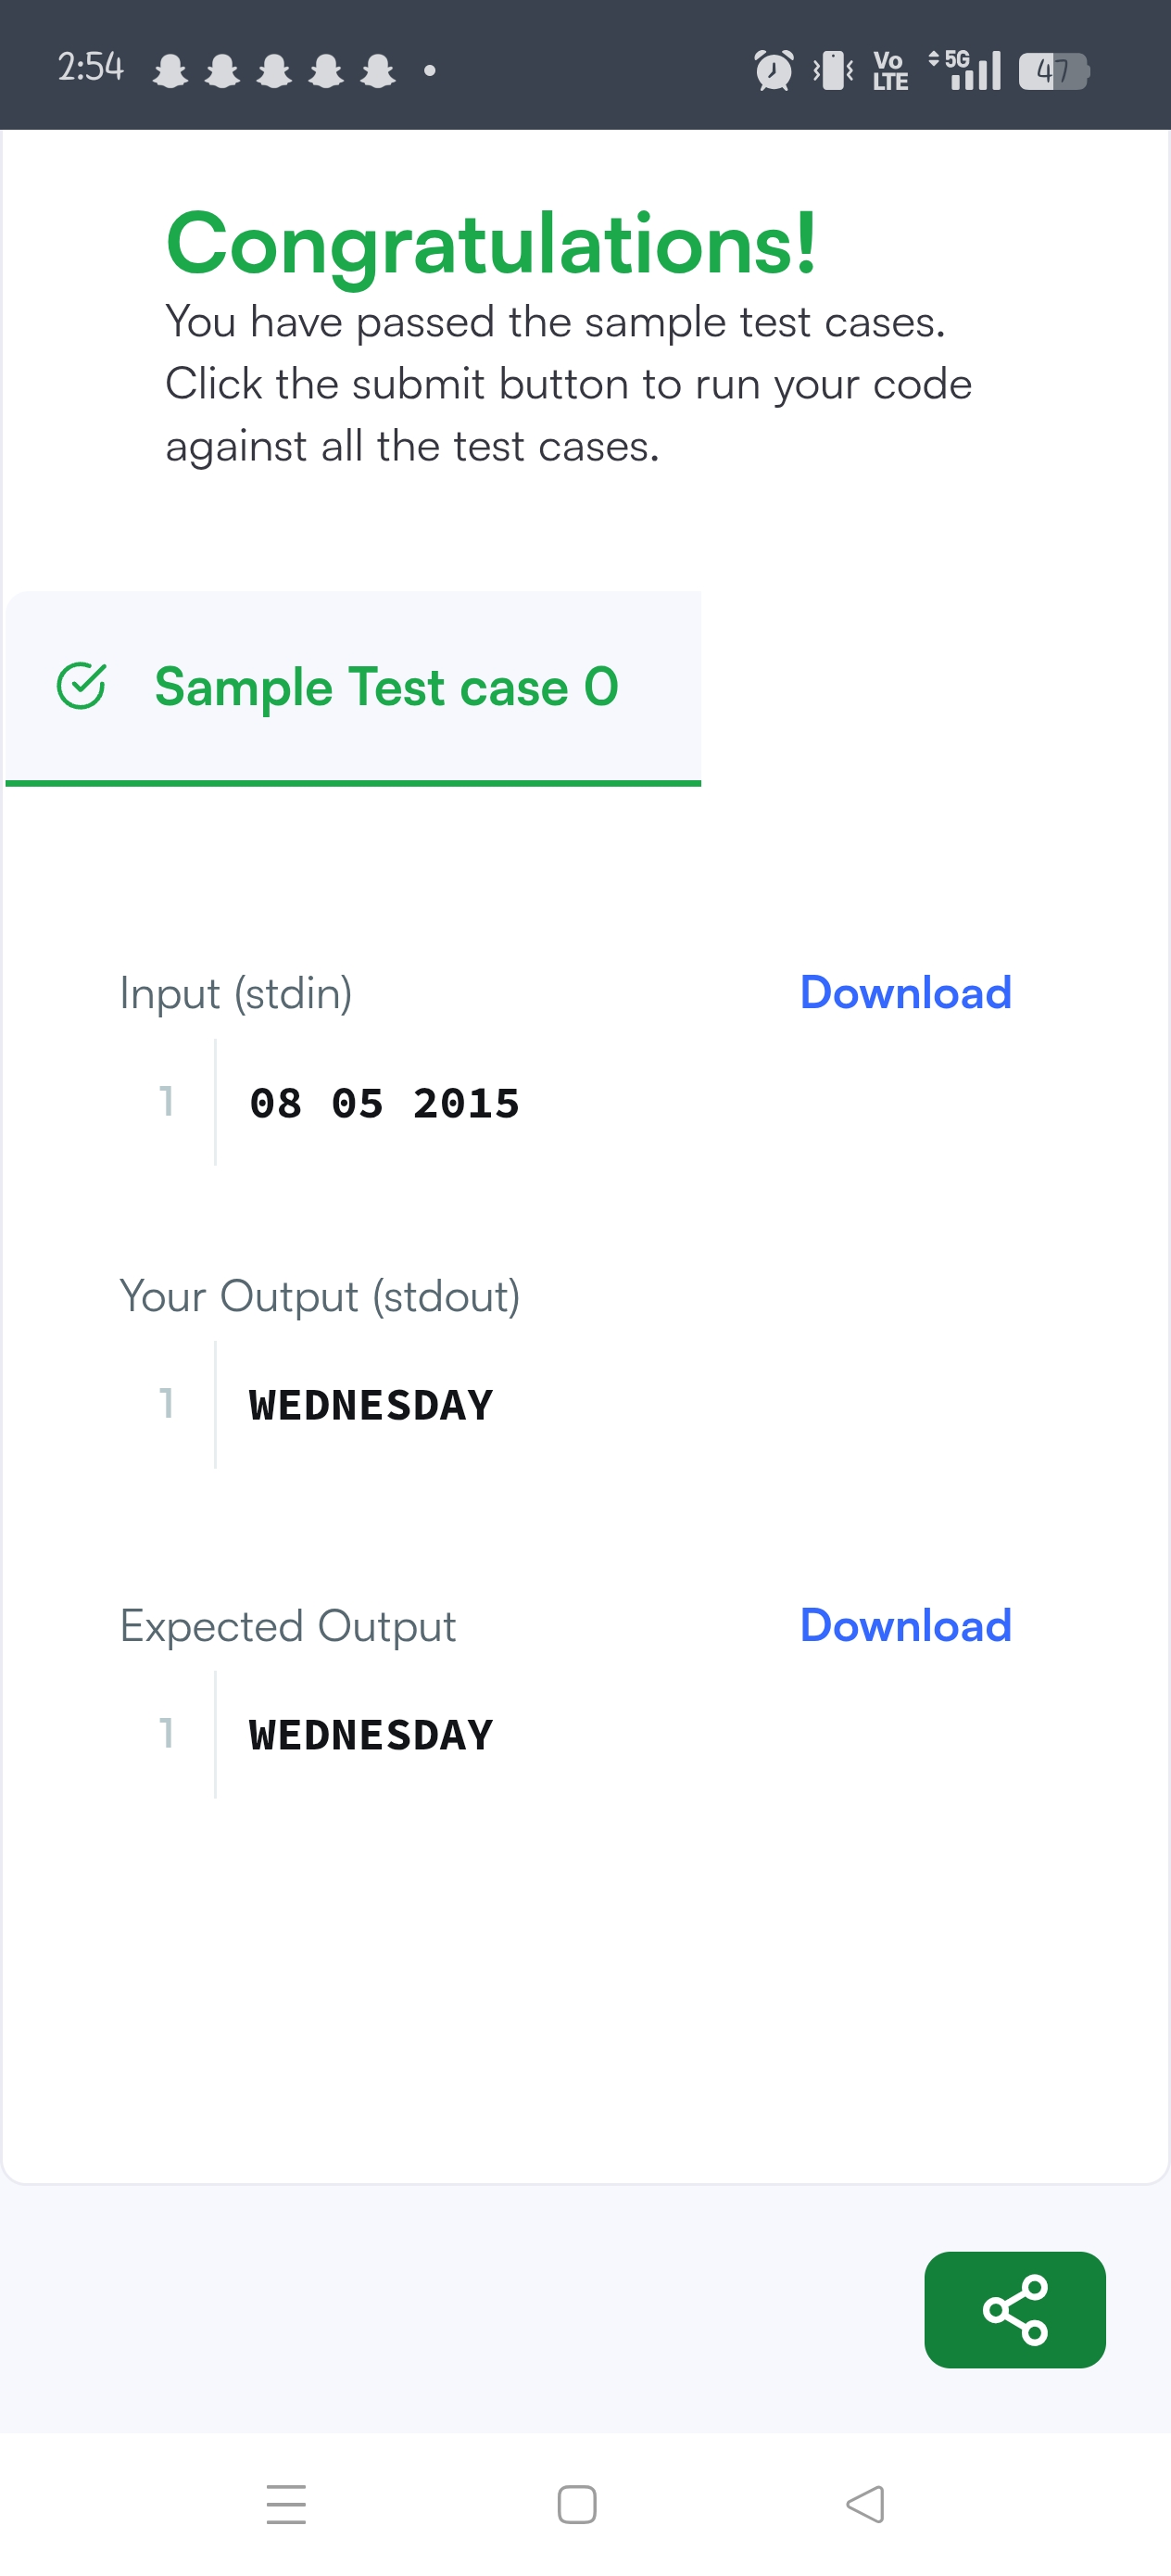 2:54
Vo
LTE
5G
47
Congratulations!
You have passed the sample test cases.
Click the submit button to run your code
against all the test cases.
Sample Test case 0
Input (stdin)
Download
1
08 05 2015
Your Output (stdout)
1
WEDNESDAY
Expected Output
Download
1
WEDNESDAY